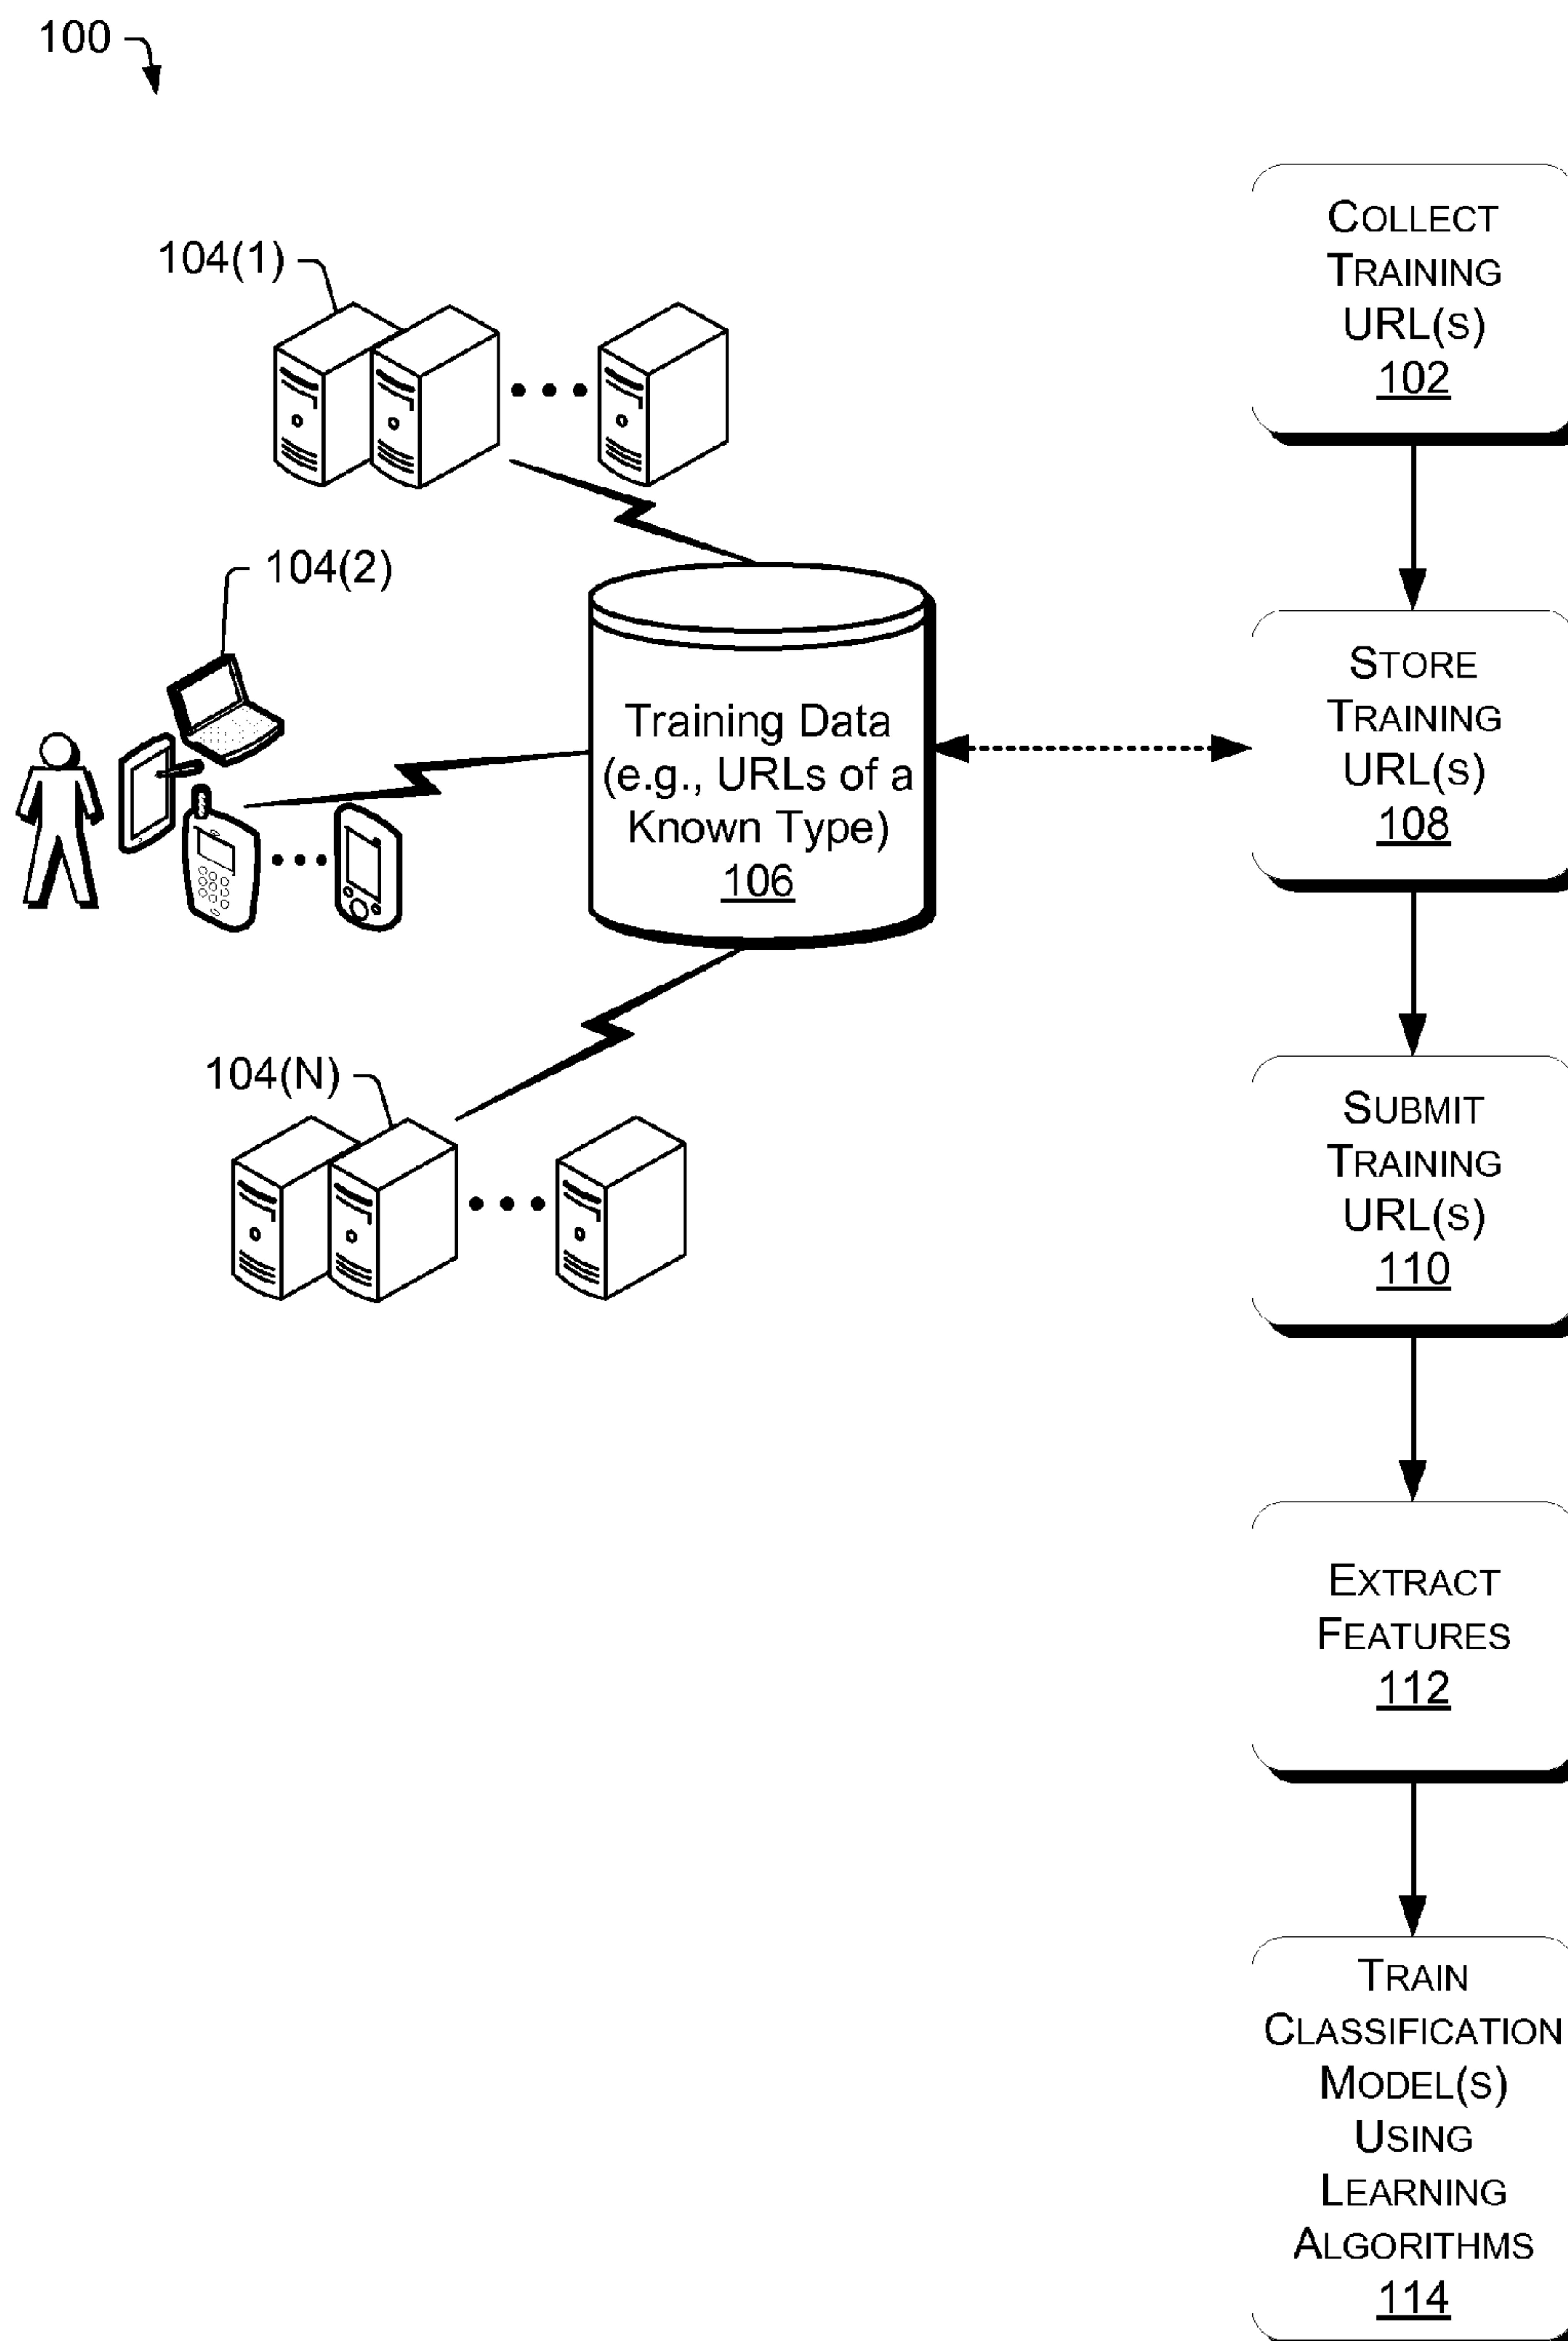 100
104(1)
104(2)
Training Data
(e.g., URLs of a
Known Type)
106
104(N)
COLLECT
TRAINING
URL(S)
102
STORE
TRAINING
URL(S)
108
SUBMIT
TRAINING
URL(S)
110
EXTRACT
FEATURES
112
TRAIN
CLASSIFICATION
MODEL(S)
USING
LEARNING
ALGORITHMS
114